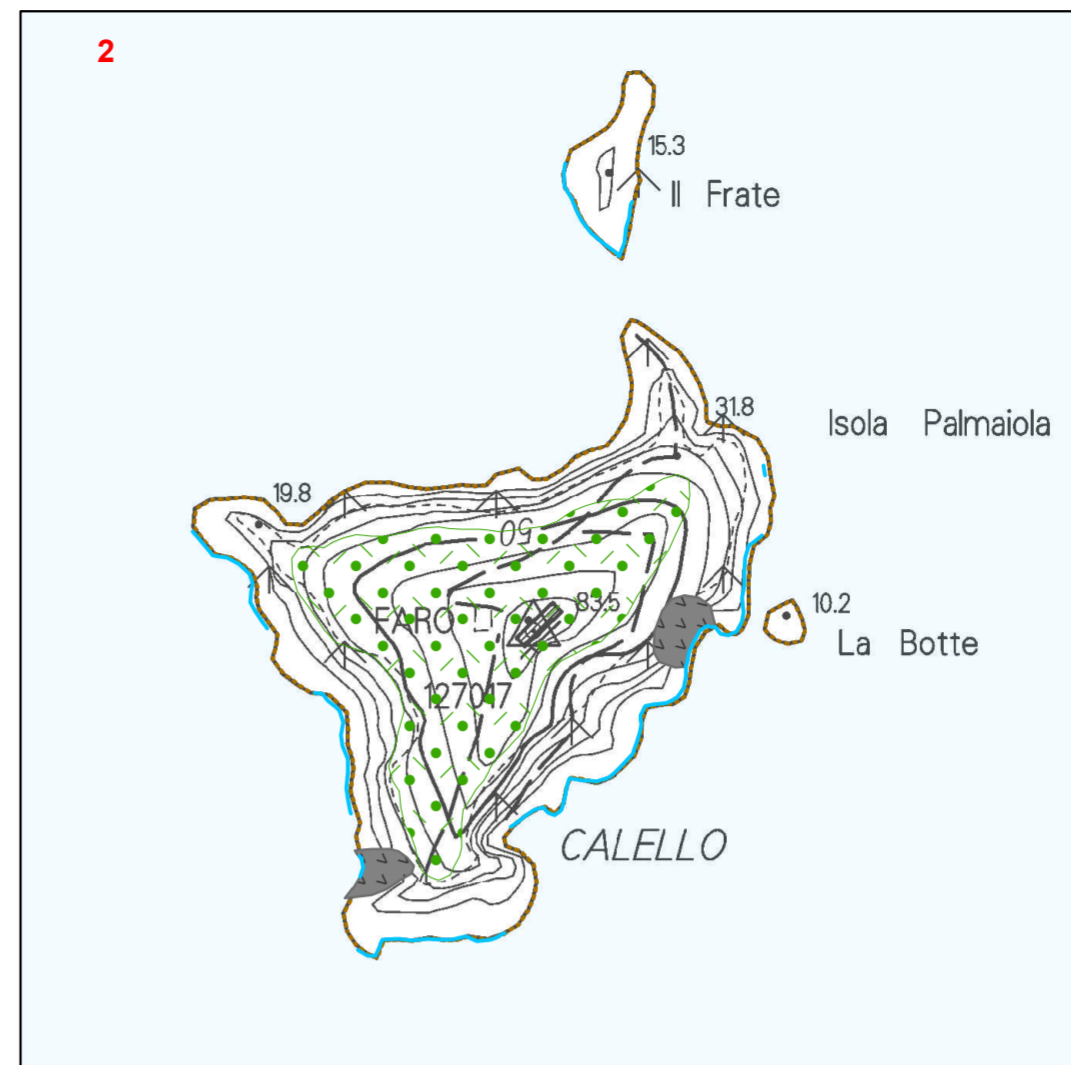 2
15.3
Il Frate
31.8
Isola Palmaiola
19.8
50
83.5
10.2
FARO
La Botte
127017
CALELLO